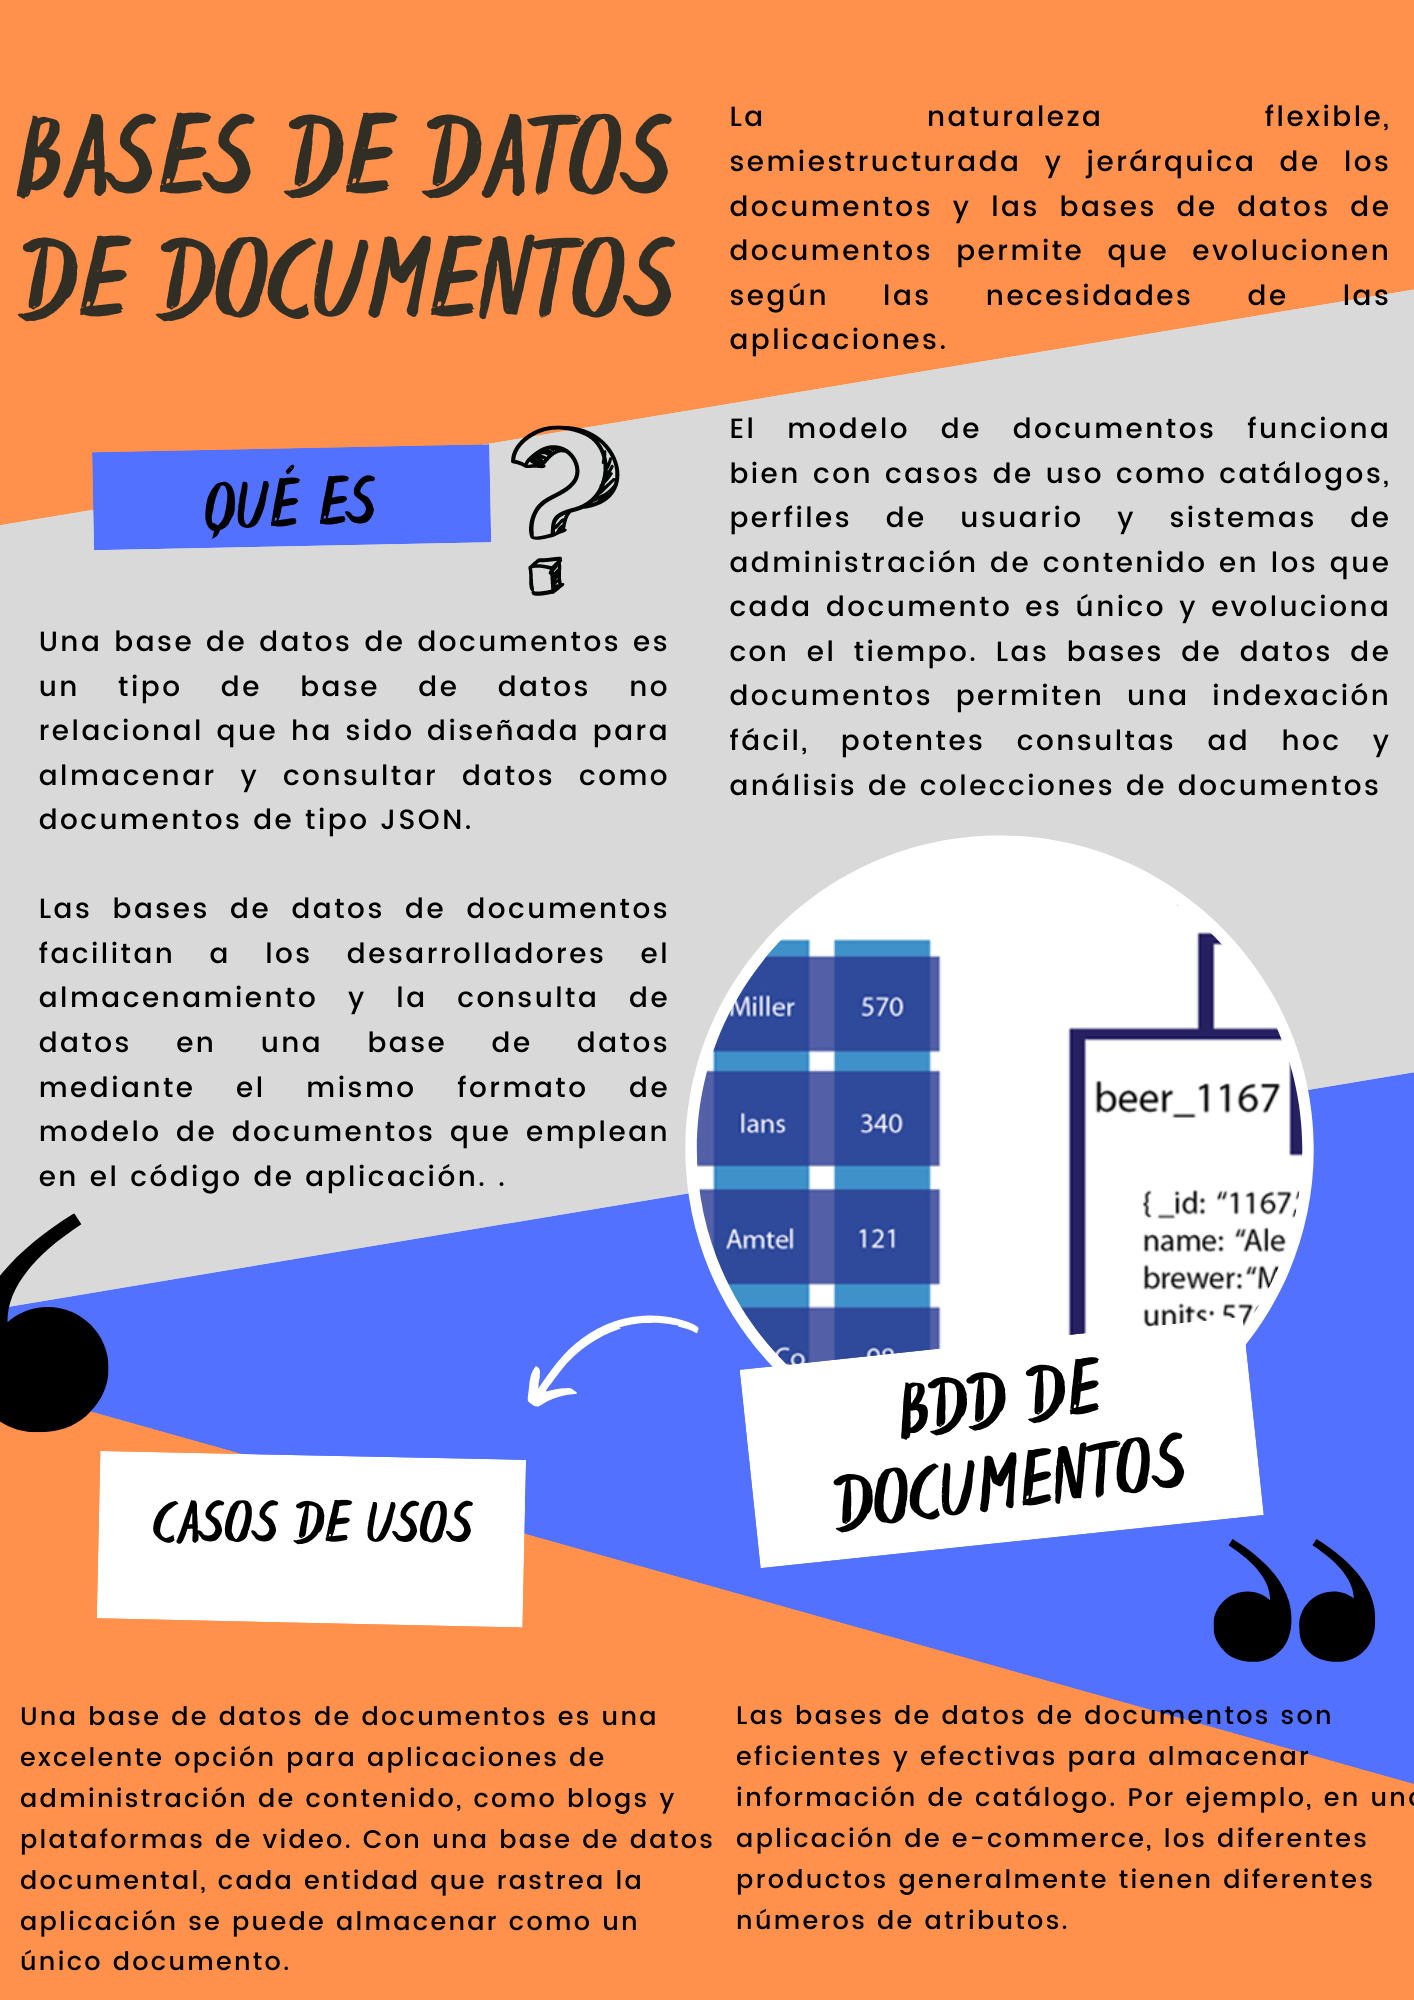 BASES DE DATOS
DE DOCUMENTOS
QUÉ ES
?
Una base de datos de documentos es
un tipo de base de datos no
relacional que ha sido diseñada para
almacenar y consultar datos como
documentos de tipo JSON.
Las bases de datos de documentos
facilitan a los desarrolladores el
almacenamiento y la consulta de
datos en una base de datos
mediante el mismo formato de
modelo de documentos que emplean
en el código de aplicación. .
La naturaleza flexible,
semiestructurada y jerárquica de los
documentos y las bases de datos de
documentos permite que evolucionen
según las necesidades de las
aplicaciones.
El modelo de documentos funciona
bien con casos de uso como catálogos,
perfiles de usuario y sistemas de
administración de contenido en los que
cada documento es único y evoluciona
con el tiempo. Las bases de datos de
documentos permiten una indexación
fácil, potentes consultas ad hoc y
análisis de colecciones de documentos
Miller 570
lans 340
Amtel 121
Co 98
beer_1167
{ _id: “1167,”
name: “Ale
brewer: “M
units: 57
BDD DE
DOCUMENTOS
CASOS DE USOS
Una base de datos de documentos es una
excelente opción para aplicaciones de
administración de contenido, como blogs y
plataformas de video. Con una base de datos
documental, cada entidad que rastrea la
aplicación se puede almacenar como un
único documento.
Las bases de datos de documentos son
eficientes y efectivas para almacenar
información de catálogo. Por ejemplo, en una
aplicación de e-commerce, los diferentes
productos generalmente tienen diferentes
números de atributos.